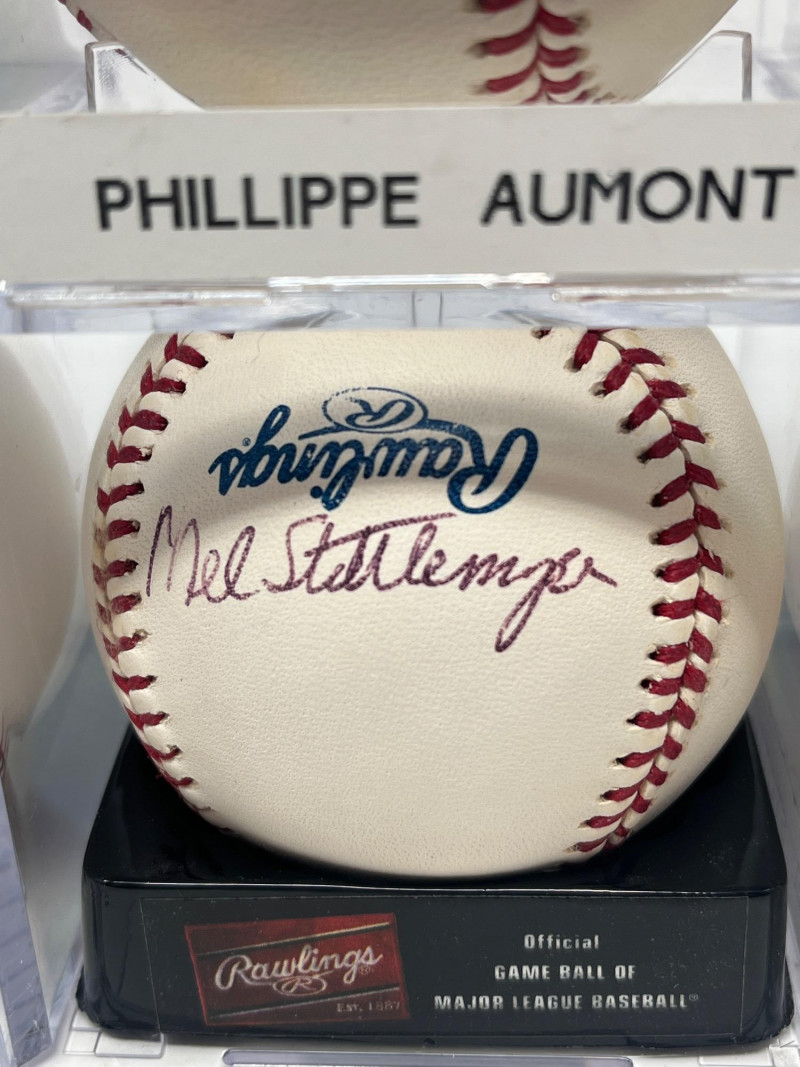 PHILLIPPE AUMONT
Rawlings ®
R
Mel Stottlemyre
Rawlings ®
R
EST. 1887
Official
GAME BALL OF
MAJOR LEAGUE BASEBALL®